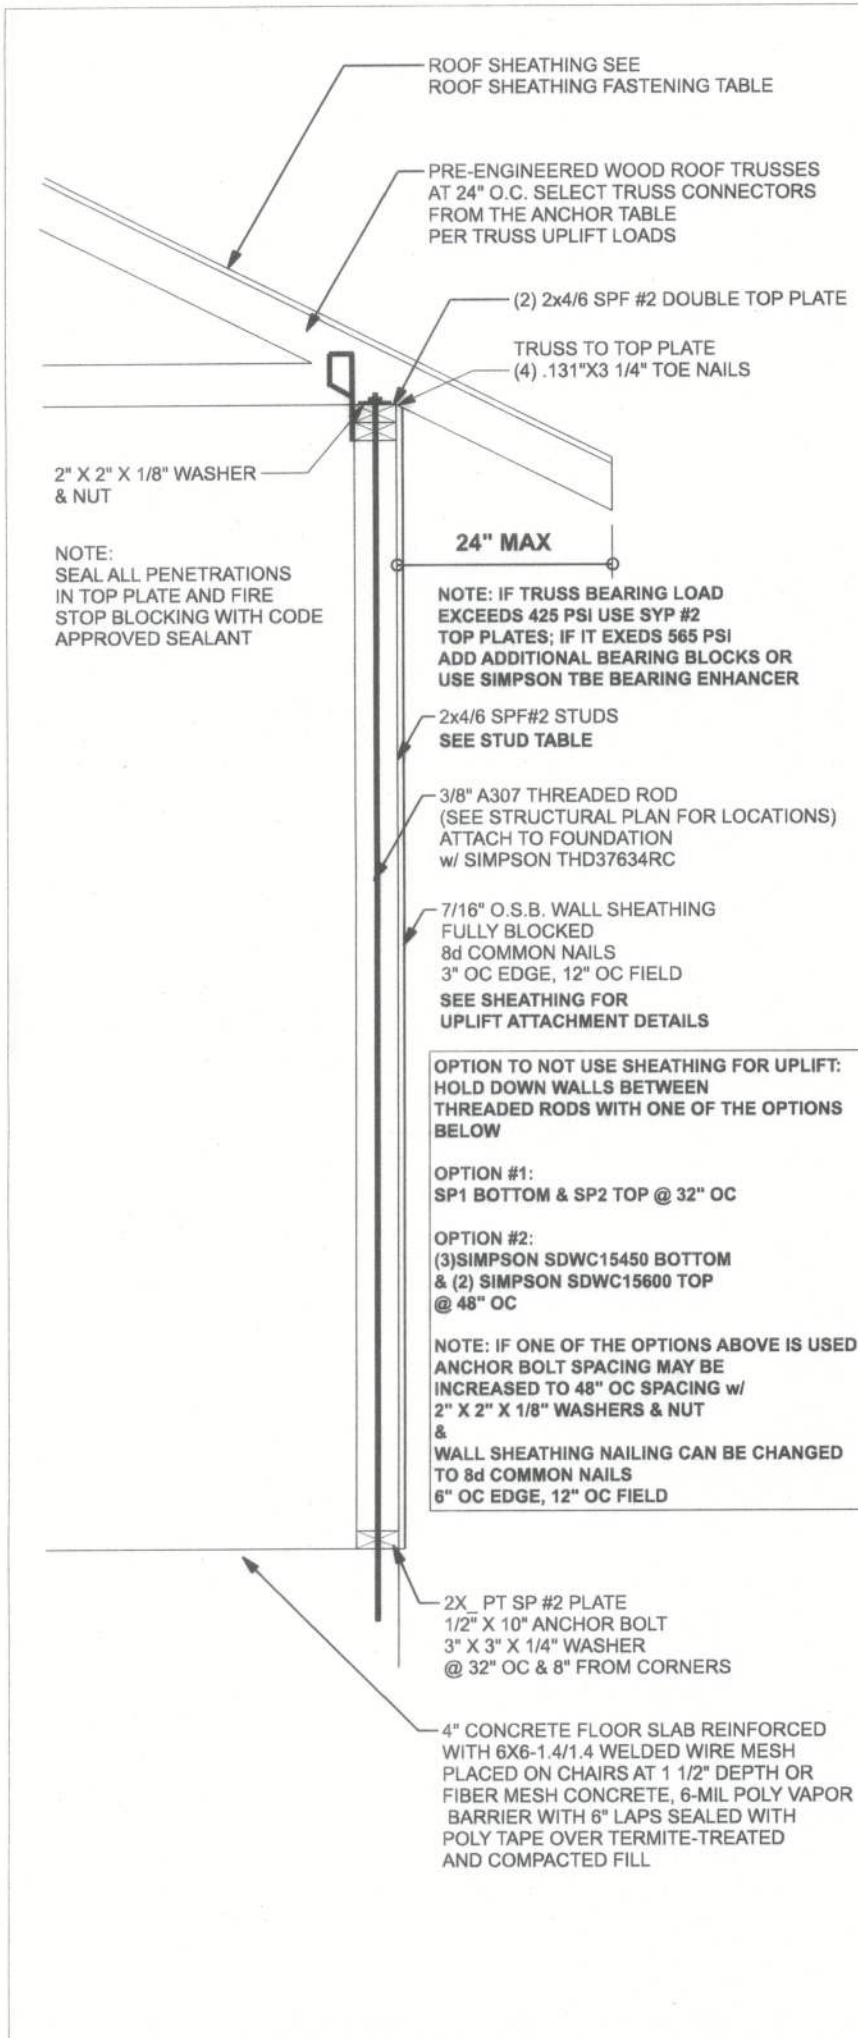 ROOF SHEATHING SEE
ROOF SHEATHING FASTENING TABLE
PRE-ENGINEERED WOOD ROOF TRUSSES
AT 24" O.C. SELECT TRUSS CONNECTORS
FROM THE ANCHOR TABLE
PER TRUSS UPLIFT LOADS
(2) 2x4/6 SPF #2 DOUBLE TOP PLATE
TRUSS TO TOP PLATE
(4) .131"X3 1/4" TOE NAILS
2" X 2" X 1/8" WASHER
& NUT
NOTE:
SEAL ALL PENETRATIONS
IN TOP PLATE AND FIRE
STOP BLOCKING WITH CODE
APPROVED SEALANT
24" MAX
NOTE: IF TRUSS BEARING LOAD
EXCEEDS 425 PSI USE SYP #2
TOP PLATES; IF IT EXEDS 565 PSI
ADD ADDITIONAL BEARING BLOCKS OR
USE SIMPSON TBE BEARING ENHANCER
2x4/6 SPF#2 STUDS
SEE STUD TABLE
3/8" A307 THREADED ROD
(SEE STRUCTURAL PLAN FOR LOCATIONS)
ATTACH TO FOUNDATION
w/ SIMPSON THD37634RC
7/16" O.S.B. WALL SHEATHING
FULLY BLOCKED
8d COMMON NAILS
3" OC EDGE, 12" OC FIELD
SEE SHEATHING FOR
UPLIFT ATTACHMENT DETAILS
OPTION TO NOT USE SHEATHING FOR UPLIFT:
HOLD DOWN WALLS BETWEEN
THREADED RODS WITH ONE OF THE OPTIONS
BELOW
OPTION #1:
SP1 BOTTOM & SP2 TOP @ 32" OC
OPTION #2:
(3)SIMPSON SDWC15450 BOTTOM
& (2) SIMPSON SDWC15600 TOP
@ 48" OC
NOTE: IF ONE OF THE OPTIONS ABOVE IS USED
ANCHOR BOLT SPACING MAY BE
INCREASED TO 48" OC SPACING w/
2" X 2" X 1/8" WASHERS & NUT
&
WALL SHEATHING NAILING CAN BE CHANGED
TO 8d COMMON NAILS
6" OC EDGE, 12" OC FIELD
2X_ PT SP #2 PLATE
1/2" X 10" ANCHOR BOLT
3" X 3" X 1/4" WASHER
@ 32" OC & 8" FROM CORNERS
4" CONCRETE FLOOR SLAB REINFORCED
WITH 6X6-1.4/1.4 WELDED WIRE MESH
PLACED ON CHAIRS AT 1 1/2" DEPTH OR
FIBER MESH CONCRETE, 6-MIL POLY VAPOR
BARRIER WITH 6" LAPS SEALED WITH
POLY TAPE OVER TERMITE-TREATED
AND COMPACTED FILL